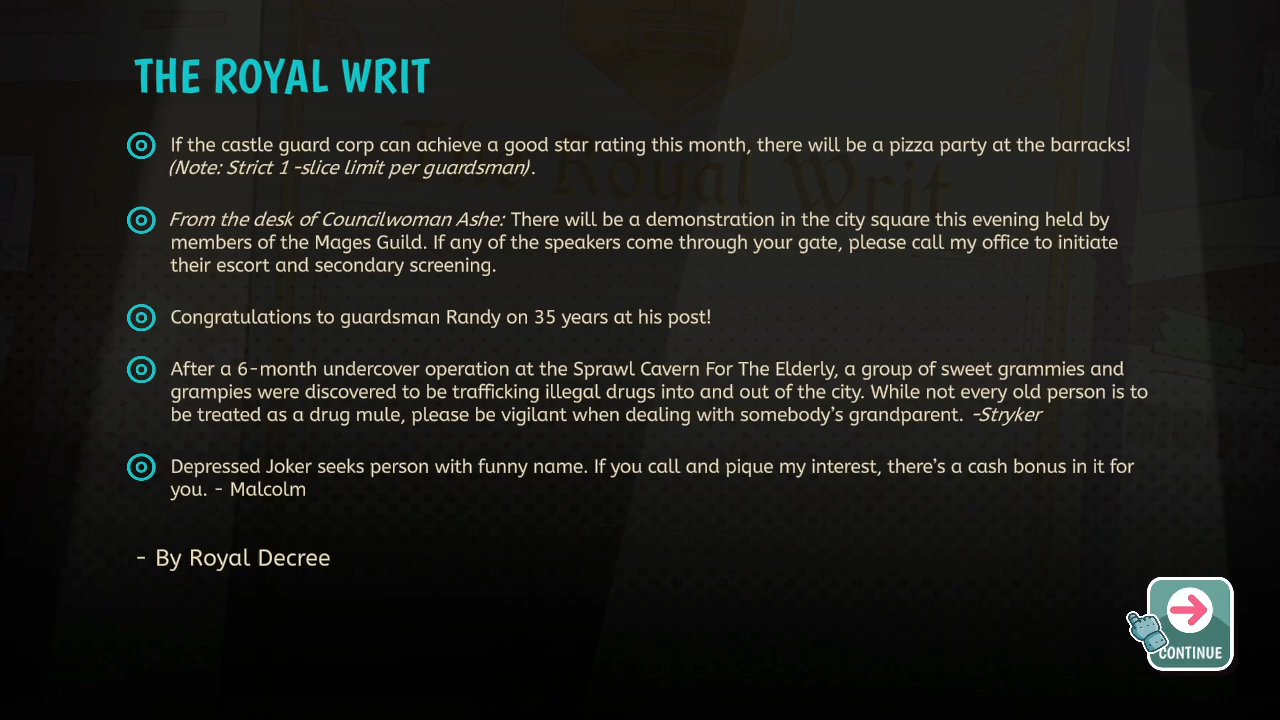 THE ROYAL WRIT
If the castle guard corp can achieve a good star rating this month, there will be a pizza party at the barracks!
(Note: Strict 1 -slice limit per guardsman).
From the desk of Councilwoman Ashe: There will be a demonstration in the city square this evening held by
members of the Mages Guild. If any of the speakers come through your gate, please call my office to initiate
their escort and secondary screening.
Congratulations to guardsman Randy on 35 years at his post!
After a 6-month undercover operation at the Sprawl Cavern For The Elderly, a group of sweet grammies and
grampies were discovered to be trafficking illegal drugs into and out of the city. While not every old person is to
be treated as a drug mule, please be vigilant when dealing with somebody's grandparent. -Stryker
Depressed Joker seeks person with funny name. If you call and pique my interest, there's a cash bonus in it for
you. - Malcolm
- By Royal Decree
CONTINUE
The Royal Writ